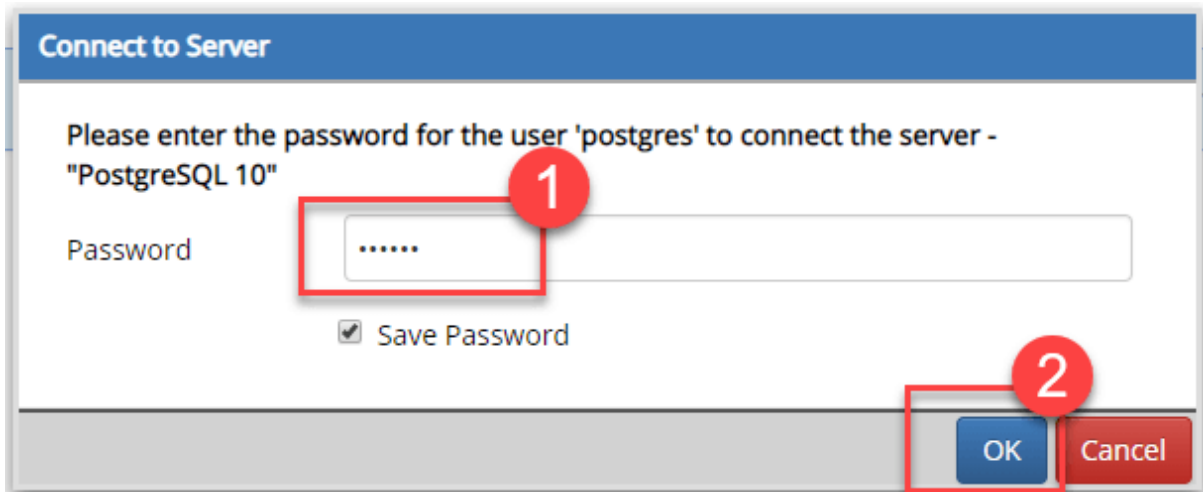 Connect to Server
Please enter the password for the user 'postgres' to connect the server -
"PostgreSQL 10"
1
Password ••••••
Save Password
2
OK Cancel